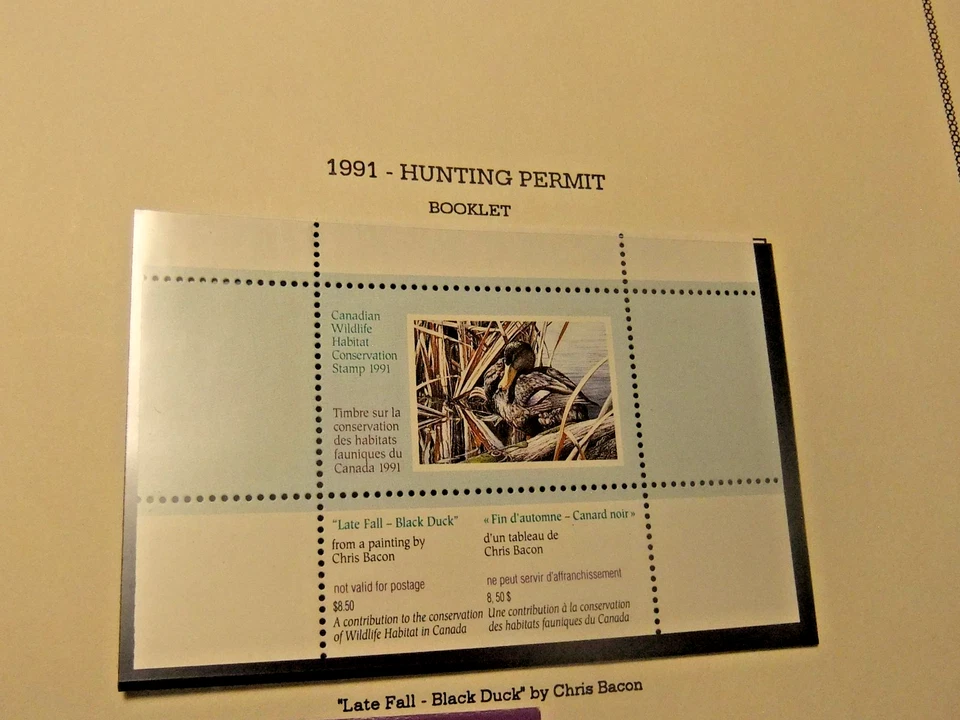 1991 - HUNTING PERMIT
BOOKLET
Canadian
Wildlife
Habitat
Conservation
Stamp 1991
Timbre sur la
conservation
des habitats
fauniques du
Canada 1991
"Late Fall – Black Duck"
from a painting by
Chris Bacon
not valid for postage
$8.50
A contribution to the conservation
of Wildlife Habitat in Canada
« Fin d'automne – Canard noir »
d'un tableau de
Chris Bacon
ne peut servir d'affranchissement
8,50 $
Une contribution à la conservation
des habitats fauniques du Canada
"Late Fall - Black Duck" by Chris Bacon